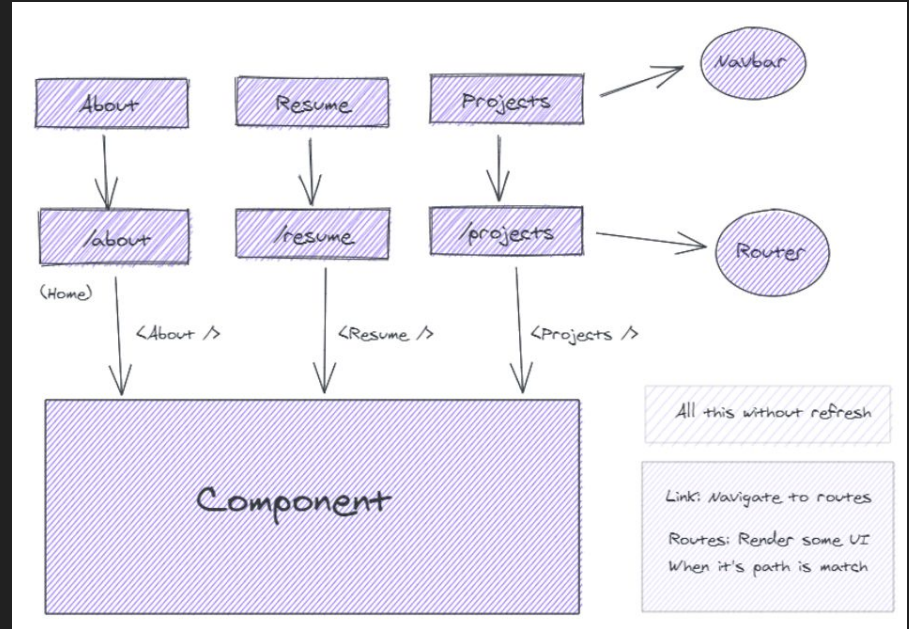 About
Resume
Projects
Navbar
/about
/resume
/projects
Router
(Home)
<About />
<Resume />
<Projects />
Component
All this without refresh
Link: Navigate to routes
Routes: Render some UI
When it's path is match